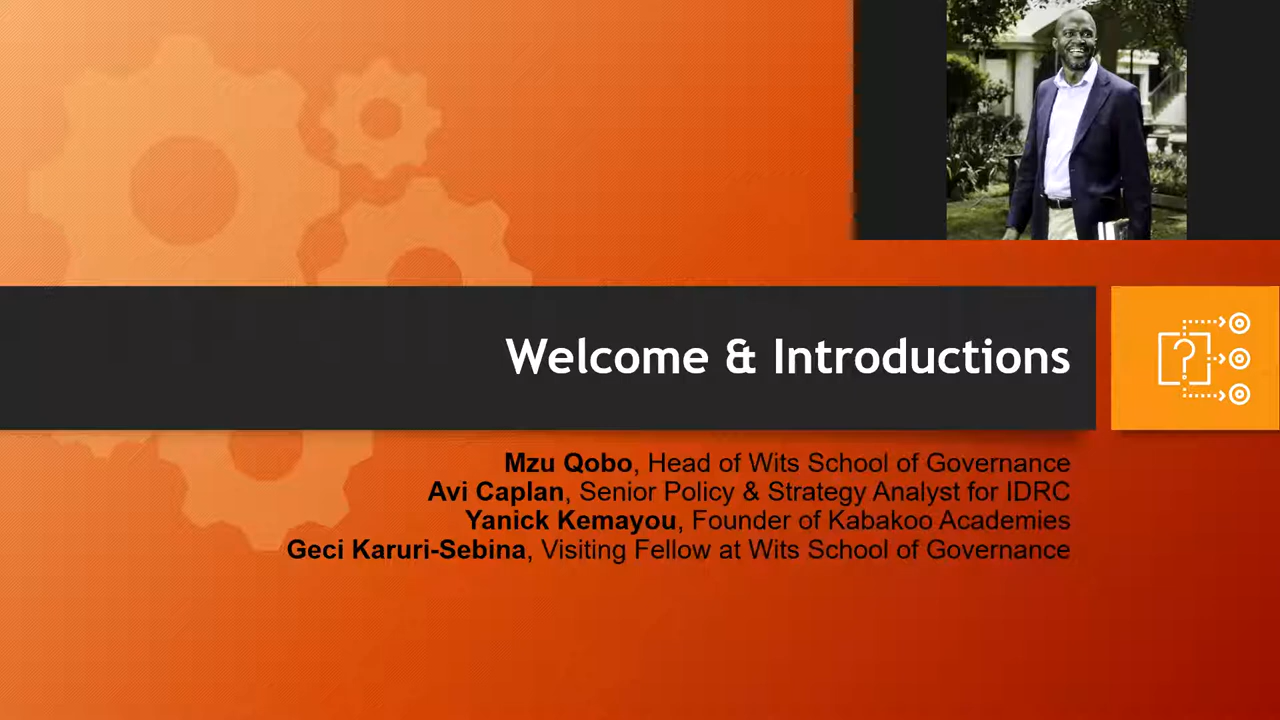 Welcome & Introductions
Mzu Qobo, Head of Wits School of Governance
Avi Caplan, Senior Policy & Strategy Analyst for IDRC
Yanick Kemayou, Founder of Kabakoo Academies
Geci Karuri-Sebina, Visiting Fellow at Wits School of Governance